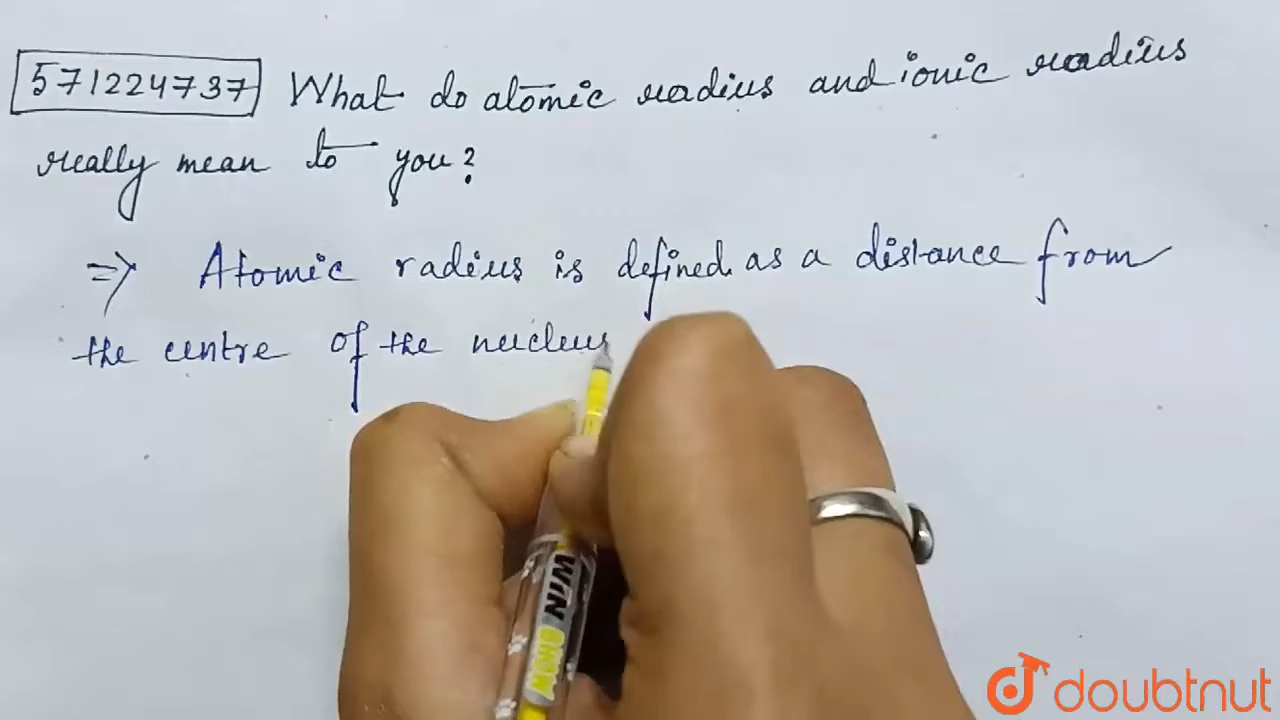 571224737 What do atomic radius and ionic radius
really mean to you?
=> Atomic radius is defined as a distance from
the centre of the nucleus
WIN
doubtnut